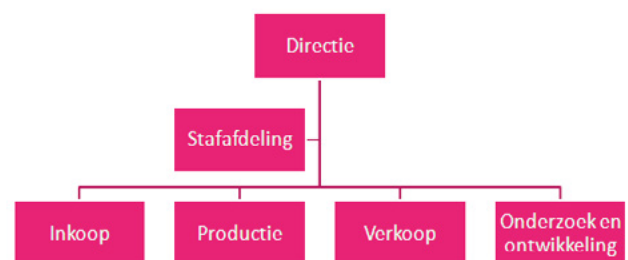 Directie
Stafafdeling
Inkoop
Productie
Verkoop
Onderzoek en
ontwikkeling